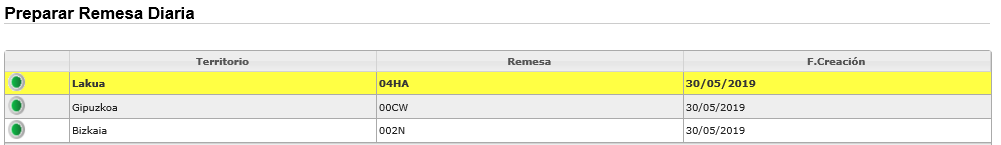 Preparar Remesa Diaria
Territorio Remesa F.Creación
Lakua 04HA 30/05/2019
Gipuzkoa 00CW 30/05/2019
Bizkaia 002N 30/05/2019